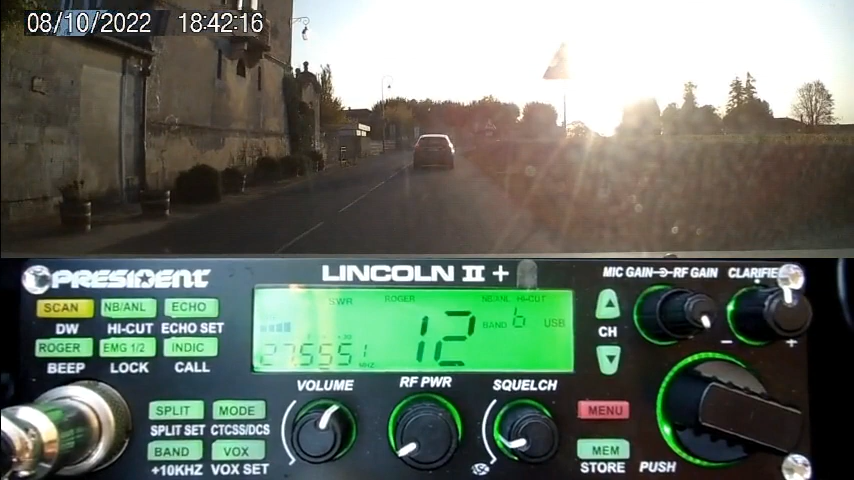 08/10/2022 18:42:16
PRESIDENT LINCOLN II + MIC GAIN RF GAIN CLARIFIER
SCAN NB/ANL ECHO
DW HI-CUT ECHO SET
ROGER EMG 1/2 INDIC
BEEP LOCK CALL
SWR ROGER NB/ANL HI-CUT
12 BAND b USB
27.5551 MHZ
CH
- +
VOLUME RF PWR SQUELCH
SPLIT MODE
SPLIT SET CTCSS/DCS
BAND VOX
+10KHZ VOX SET
MENU
MEM
STORE PUSH